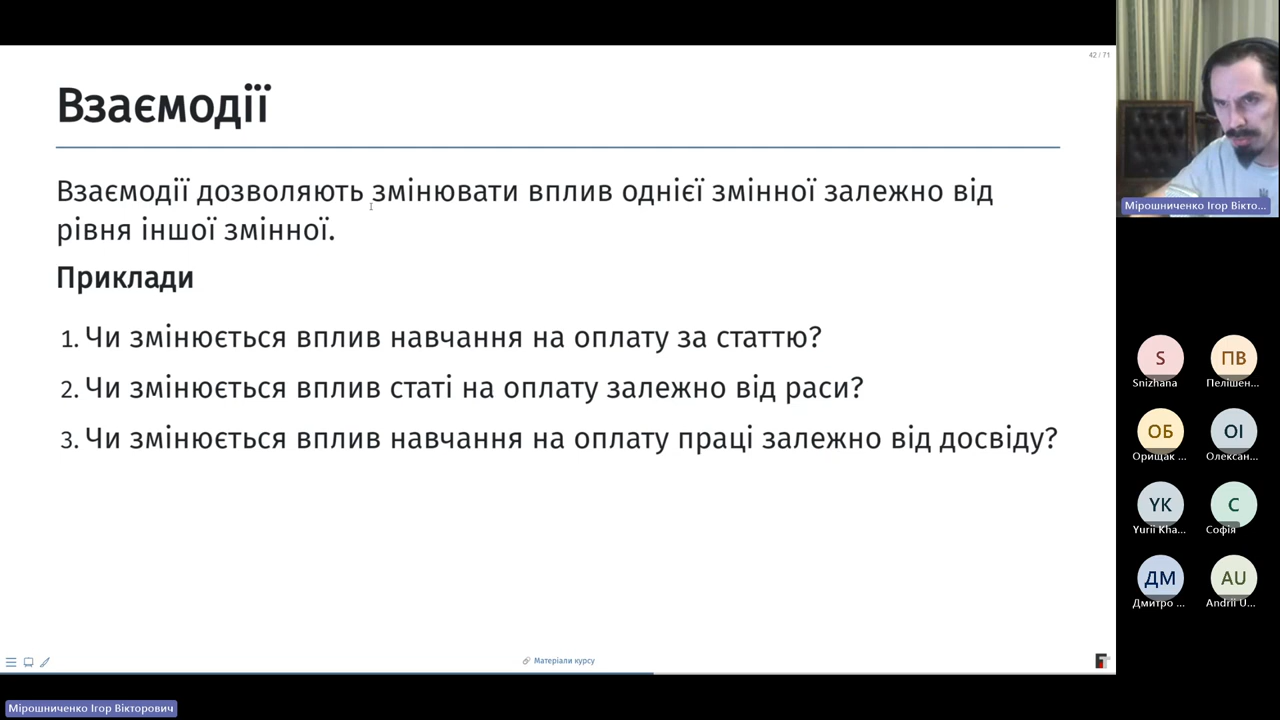 42 / 71
Взаємодії
Взаємодії дозволяють змінювати вплив однієї змінної залежно від
рівня іншої змінної.
Приклади
1. Чи змінюється вплив навчання на оплату за статтю?
2. Чи змінюється вплив статі на оплату залежно від раси?
3. Чи змінюється вплив навчання на оплату праці залежно від досвіду?
Матеріали курсу
Мірошниченко Ігор Вікто...
S
Snizhana
ПВ
Пелішен...
ОБ
Орищак ...
ОІ
Олексан...
YK
Yurii Kha...
С
Софія
ДМ
Дмитро ...
AU
Andrii U...
Мірошниченко Ігор Вікторович